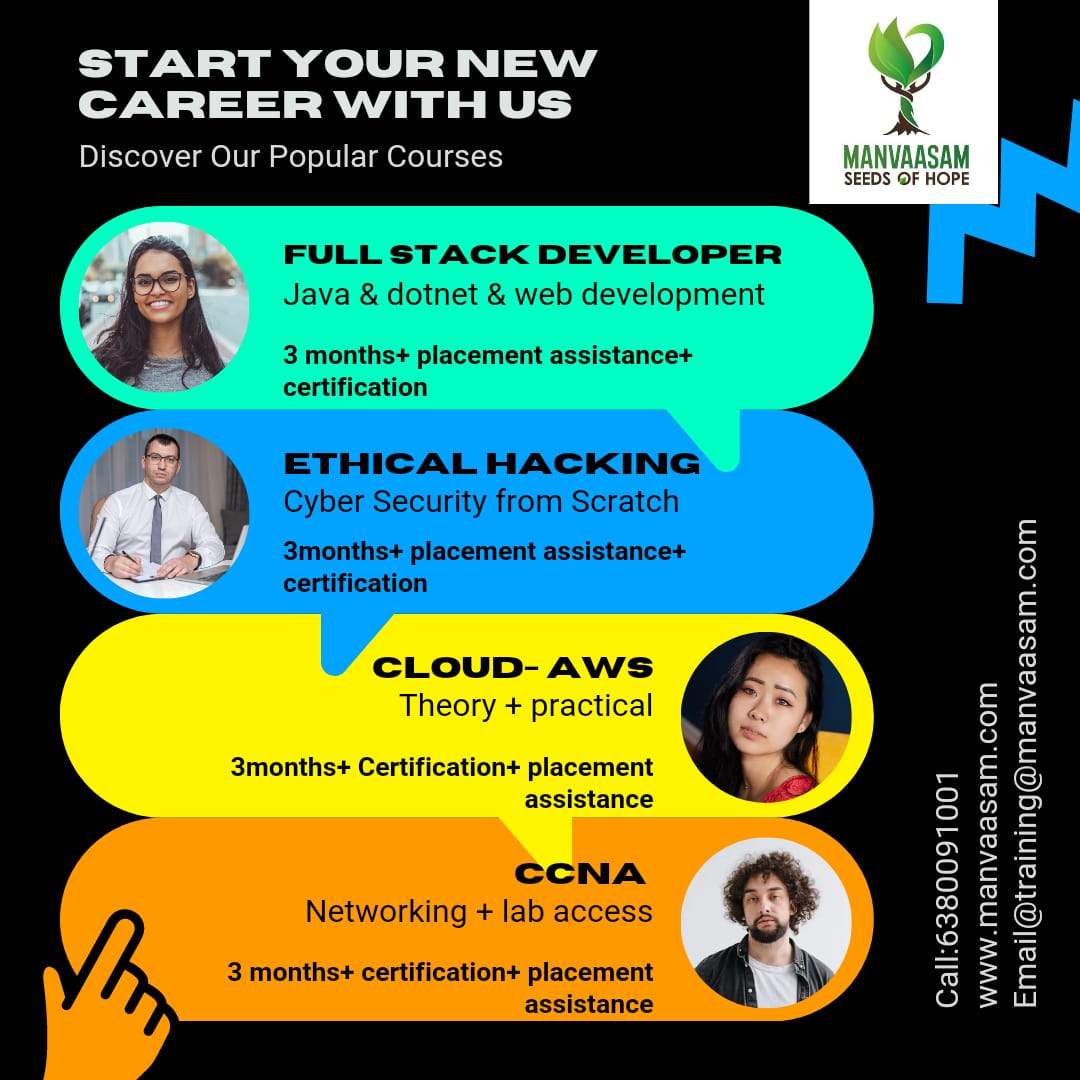 START YOUR NEW
CAREER WITH US
Discover Our Popular Courses
MANVAASAM
SEEDS OF HOPE
FULL STACK DEVELOPER
Java & dotnet & web development
3 months+ placement assistance+
certification
ETHICAL HACKING
Cyber Security from Scratch
3months+ placement assistance+
certification
CLOUD- AWS
Theory + practical
3months+ Certification+ placement
assistance
CCNA
Networking + lab access
3 months+ certification+ placement
assistance
Call:6380091001
www.manvaasam.com
Email@training@manvaasam.com